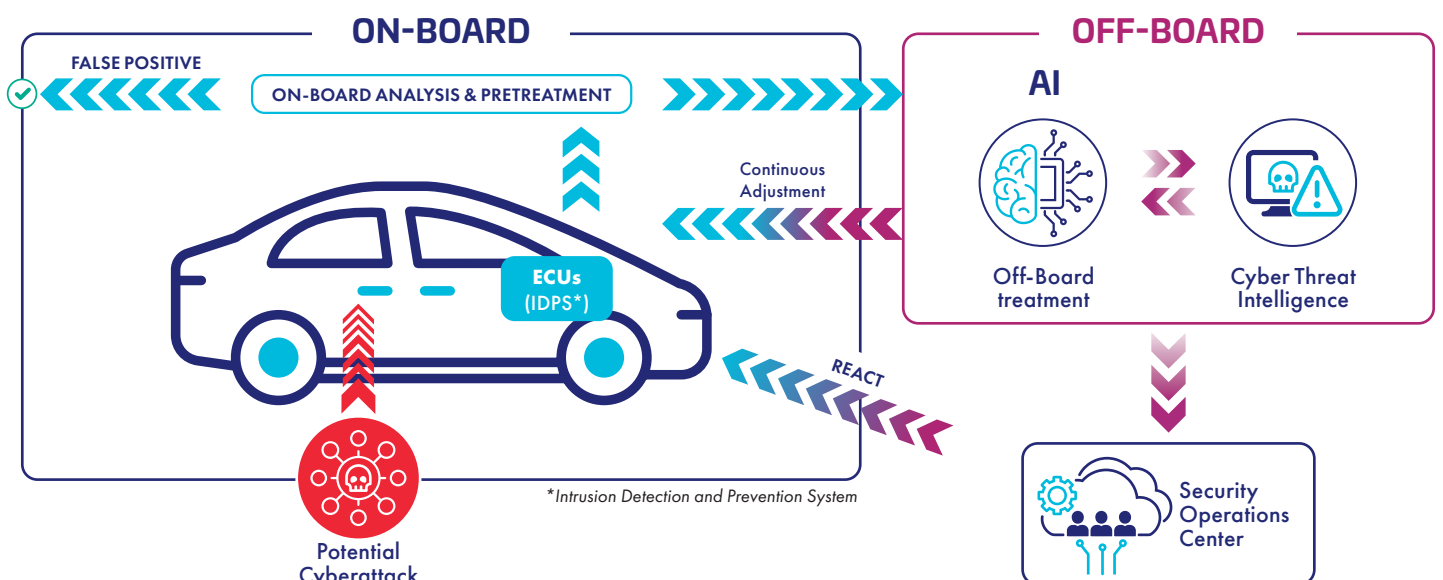 ON-BOARD
OFF-BOARD
FALSE POSITIVE
ON-BOARD ANALYSIS & PRETREATMENT
AI
Continuous
Adjustment
ECUs
(IDPS*)
Off-Board
treatment
Cyber Threat
Intelligence
REACT
*Intrusion Detection and Prevention System
Security
Operations
Center
Potential
Cyberattack